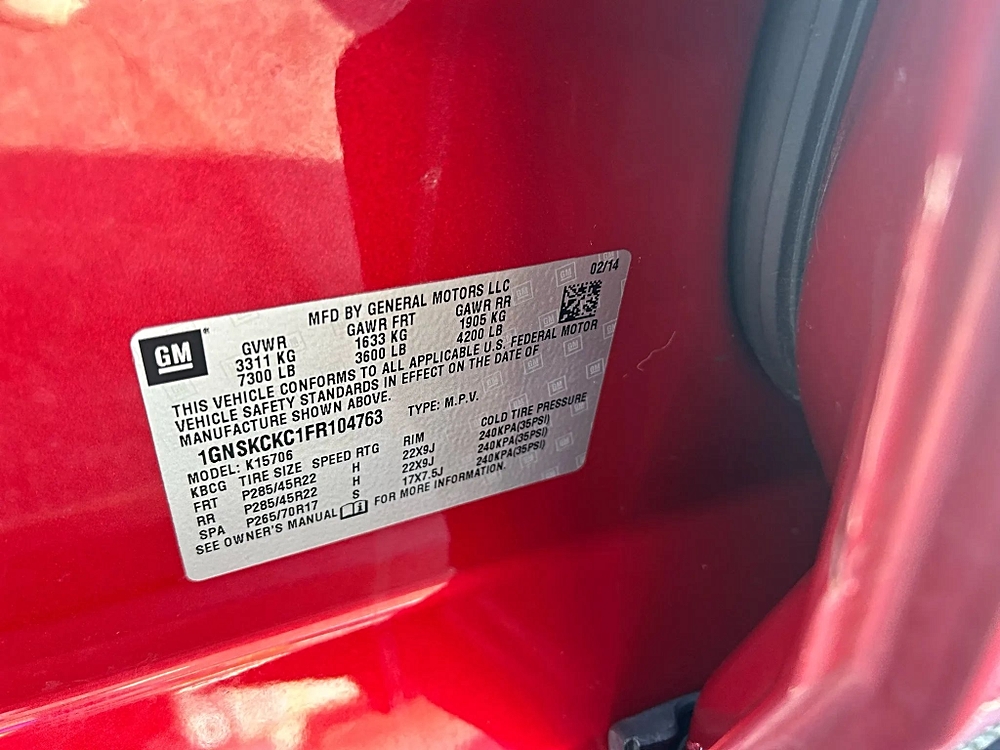 GM
02/14
MFD BY GENERAL MOTORS LLC
GVWR GAWR FRT GAWR RR
3311 KG 1633 KG 1905 KG
7300 LB 3600 LB 4200 LB
THIS VEHICLE CONFORMS TO ALL APPLICABLE U.S. FEDERAL MOTOR
VEHICLE SAFETY STANDARDS IN EFFECT ON THE DATE OF
MANUFACTURE SHOWN ABOVE.
1GNSKCKC1FR104763 TYPE: M.P.V.
MODEL: K15706
KBCG TIRE SIZE SPEED RTG RIM COLD TIRE PRESSURE
FRT P285/45R22 H 22X9J 240KPA(35PSI)
RR P285/45R22 H 22X9J 240KPA(35PSI)
SPA P265/70R17 S 17X7.5J 240KPA(35PSI)
SEE OWNER'S MANUAL FOR MORE INFORMATION.